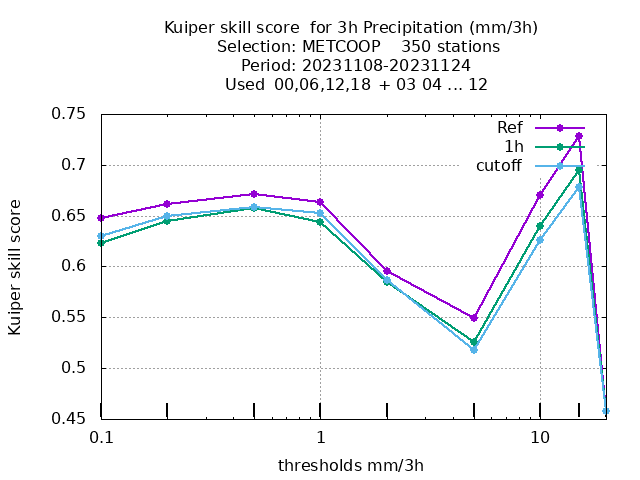 Kuiper skill score  for 3h Precipitation (mm/3h)
Selection: METCOOP    350 stations
Period: 20231108-20231124
Used  00,06,12,18  + 03 04 ... 12
Ref
1h
cutoff
0.75
0.7
0.65
0.6
0.55
0.5
0.45
Kuiper skill score
0.1
1
10
thresholds mm/3h